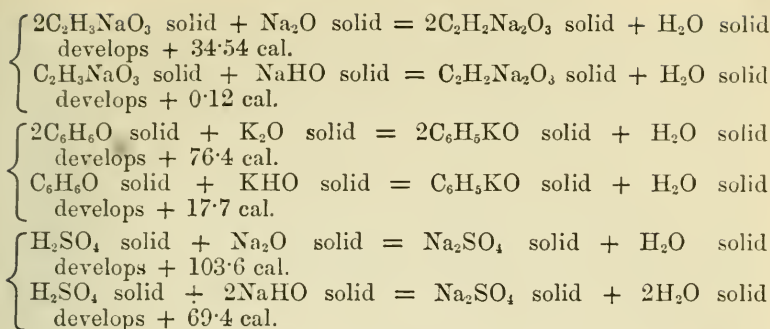 2C₂H₃NaO₃ solid + Na₂O solid = 2C₂H₂Na₂O₃ solid + H₂O solid
develops + 34·54 cal.
C₂H₃NaO₃ solid + NaHO solid = C₂H₂Na₂O₃ solid + H₂O solid
develops + 0·12 cal.
2C₆H₆O solid + K₂O solid = 2C₆H₅KO solid + H₂O solid
develops + 76·4 cal.
C₆H₆O solid + KHO solid = C₆H₅KO solid + H₂O solid
develops + 17·7 cal.
H₂SO₄ solid + Na₂O solid = Na₂SO₄ solid + H₂O solid
develops + 103·6 cal.
H₂SO₄ solid + 2NaHO solid = Na₂SO₄ solid + 2H₂O solid
develops + 69·4 cal.